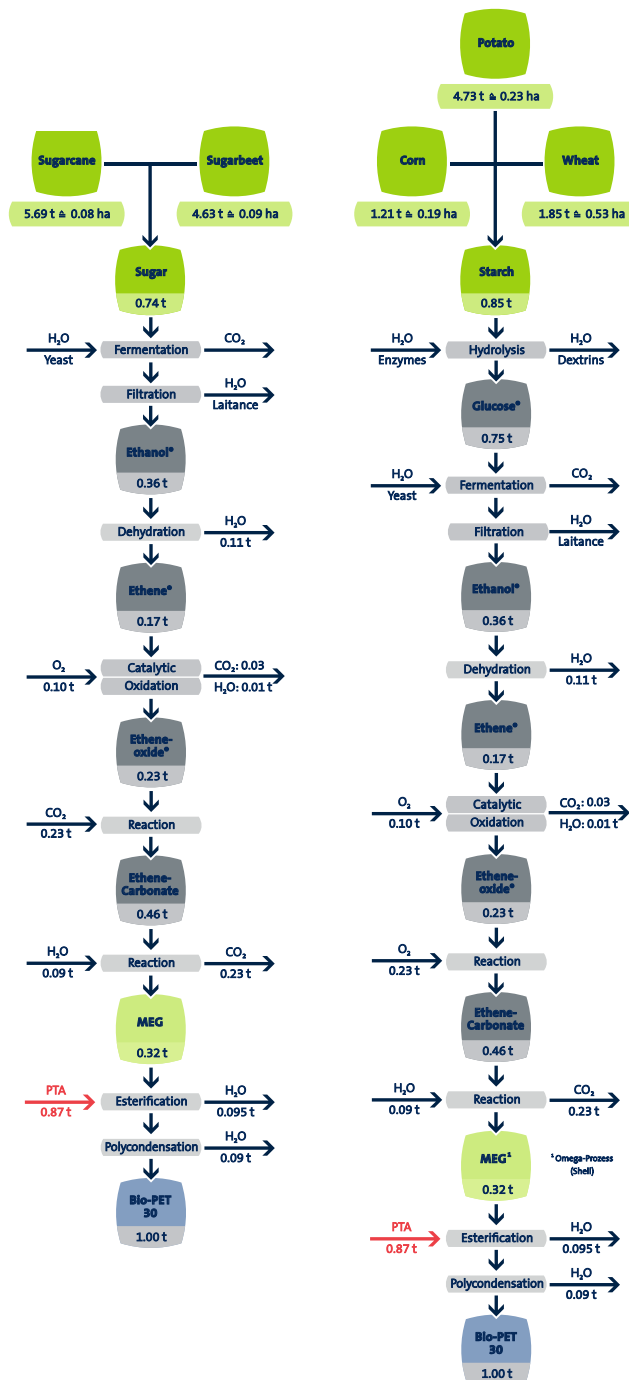 Sugarcane
Sugarbeet
5.69 t ≙ 0.08 ha
4.63 t ≙ 0.09 ha
Sugar
0.74 t
H₂O
Yeast
Fermentation
CO₂
Filtration
H₂O
Laitance
Ethanol*
0.36 t
Dehydration
H₂O
0.11 t
Ethene*
0.17 t
O₂
0.10 t
Catalytic
Oxidation
CO₂: 0.03
H₂O: 0.01 t
Ethene-
oxide*
0.23 t
CO₂
0.23 t
Reaction
Ethene-
Carbonate
0.46 t
H₂O
0.09 t
Reaction
CO₂
0.23 t
MEG
0.32 t
PTA
0.87 t
Esterification
H₂O
0.095 t
Polycondensation
H₂O
0.09 t
Bio-PET
30
1.00 t
Potato
4.73 t ≙ 0.23 ha
Corn
Wheat
1.21 t ≙ 0.19 ha
1.85 t ≙ 0.53 ha
Starch
0.85 t
H₂O
Enzymes
Hydrolysis
H₂O
Dextrins
Glucose*
0.75 t
H₂O
Yeast
Fermentation
CO₂
Filtration
H₂O
Laitance
Ethanol*
0.36 t
Dehydration
H₂O
0.11 t
Ethene*
0.17 t
O₂
0.10 t
Catalytic
Oxidation
CO₂: 0.03
H₂O: 0.01 t
Ethene-
oxide*
0.23 t
O₂
0.23 t
Reaction
Ethene-
Carbonate
0.46 t
H₂O
0.09 t
Reaction
CO₂
0.23 t
MEG¹
0.32 t
¹ Omega-Prozess
(Shell)
PTA
0.87 t
Esterification
H₂O
0.095 t
Polycondensation
H₂O
0.09 t
Bio-PET
30
1.00 t